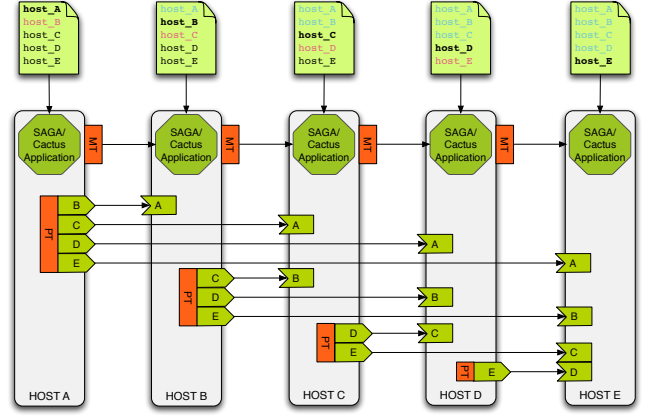 host_A
host_B
host_C
host_D
host_E
host_A
host_B
host_C
host_D
host_E
host_A
host_B
host_C
host_D
host_E
host_A
host_B
host_C
host_D
host_E
host_A
host_B
host_C
host_D
host_E
SAGA/
Cactus
Application
MT
SAGA/
Cactus
Application
MT
SAGA/
Cactus
Application
MT
SAGA/
Cactus
Application
MT
SAGA/
Cactus
Application
PT
B
C
D
E
A
A
A
A
PT
C
D
E
B
B
B
PT
D
E
C
C
PT
E
D
HOST A
HOST B
HOST C
HOST D
HOST E